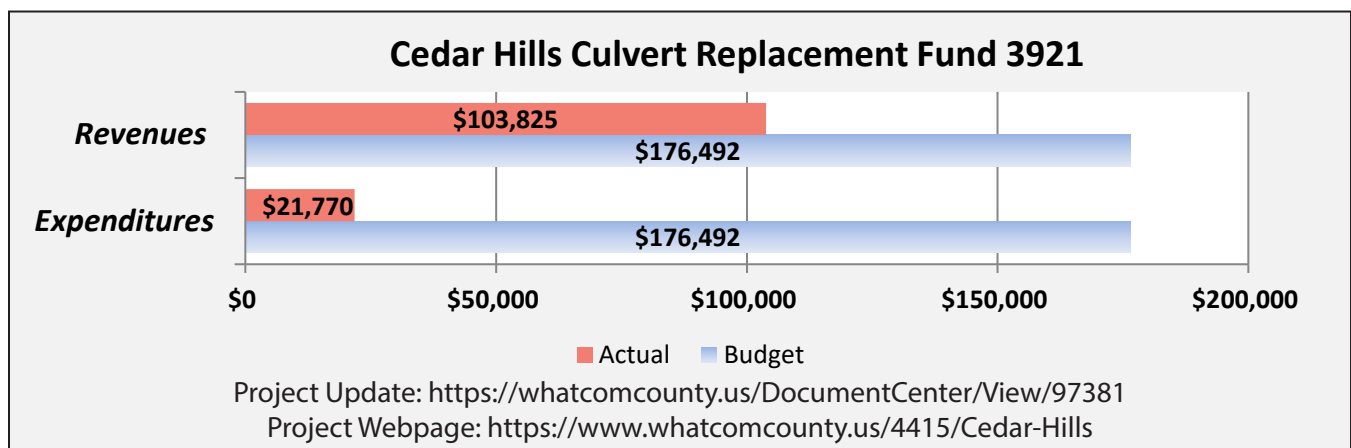 Cedar Hills Culvert Replacement Fund 3921
Revenues
$103,825
$176,492
Expenditures
$21,770
$176,492
$0 $50,000 $100,000 $150,000 $200,000
Actual Budget
Project Update: https://whatcomcounty.us/DocumentCenter/View/97381
Project Webpage: https://www.whatcomcounty.us/4415/Cedar-Hills